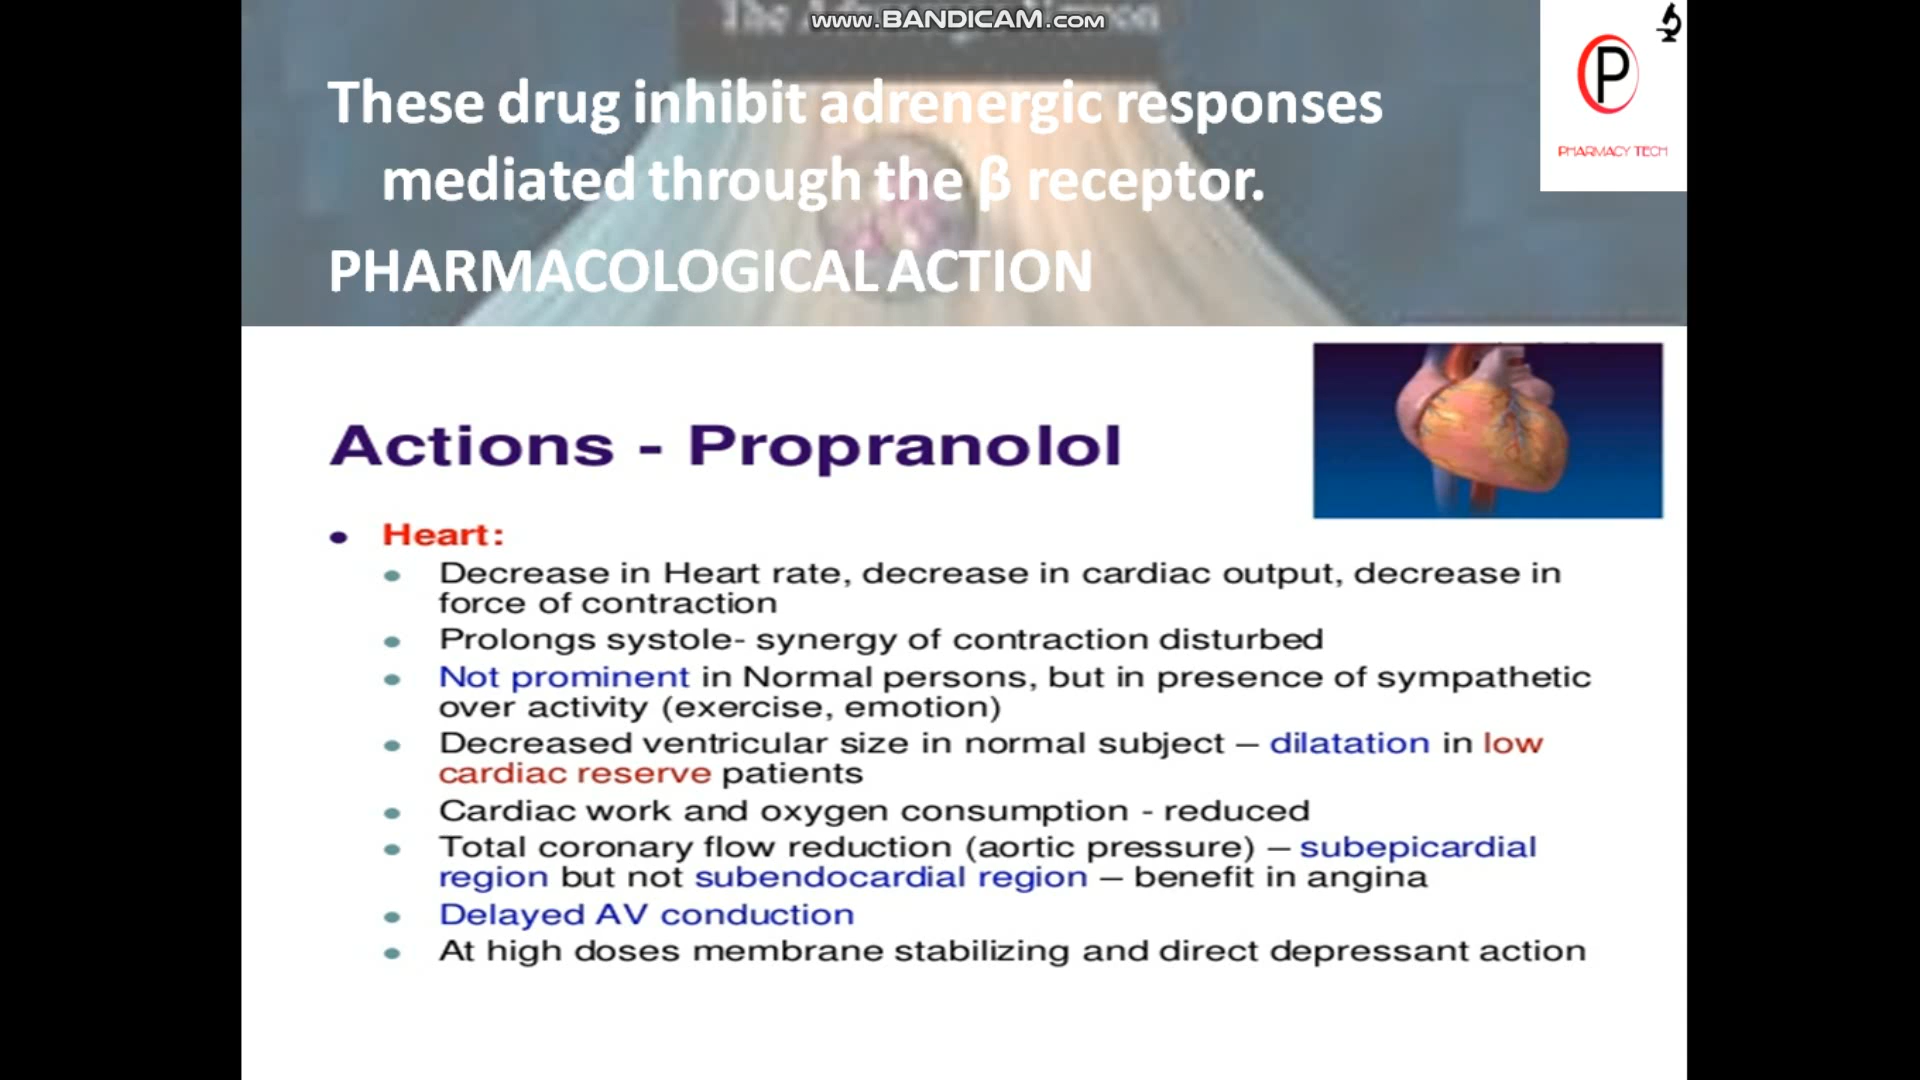 www.BANDICAM.com
These drug inhibit adrenergic responses
mediated through the β receptor.
PHARMACOLOGICAL ACTION
P
PHARMACY TECH
Actions - Propranolol
• Heart:
• Decrease in Heart rate, decrease in cardiac output, decrease in
force of contraction
• Prolongs systole- synergy of contraction disturbed
• Not prominent in Normal persons, but in presence of sympathetic
over activity (exercise, emotion)
• Decreased ventricular size in normal subject – dilatation in low
cardiac reserve patients
• Cardiac work and oxygen consumption - reduced
• Total coronary flow reduction (aortic pressure) – subepicardial
region but not subendocardial region – benefit in angina
• Delayed AV conduction
• At high doses membrane stabilizing and direct depressant action